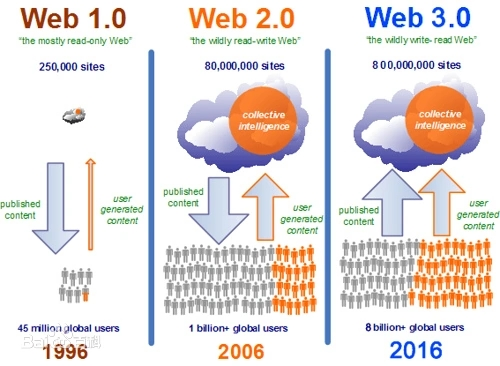 Web 1.0
"the mostly read-only Web"
250,000 sites
published
content
user
generated
content
45 million global users
1996
Web 2.0
"the wildly read-write Web"
80,000,000 sites
collective
intelligence
published
content
user
generated
content
1 billion+ global users
2006
Web 3.0
"the wildly write- read Web"
800,000,000 sites
collective
intelligence
published
content
user
generated
content
8 billion+ global users
2016